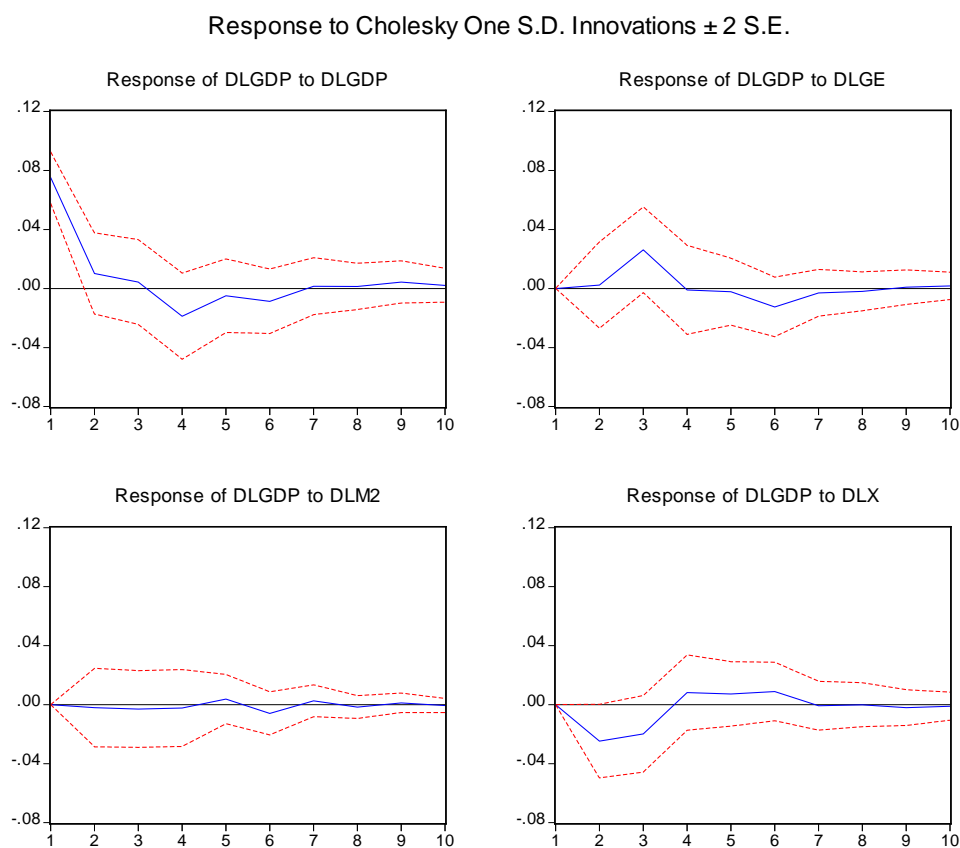 Response to Cholesky One S.D. Innovations ± 2 S.E.
Response of DLGDP to DLGDP
.12
.08
.04
.00
-.04
-.08
1 2 3 4 5 6 7 8 9 10
Response of DLGDP to DLGE
.12
.08
.04
.00
-.04
-.08
1 2 3 4 5 6 7 8 9 10
Response of DLGDP to DLM2
.12
.08
.04
.00
-.04
-.08
1 2 3 4 5 6 7 8 9 10
Response of DLGDP to DLX
.12
.08
.04
.00
-.04
-.08
1 2 3 4 5 6 7 8 9 10